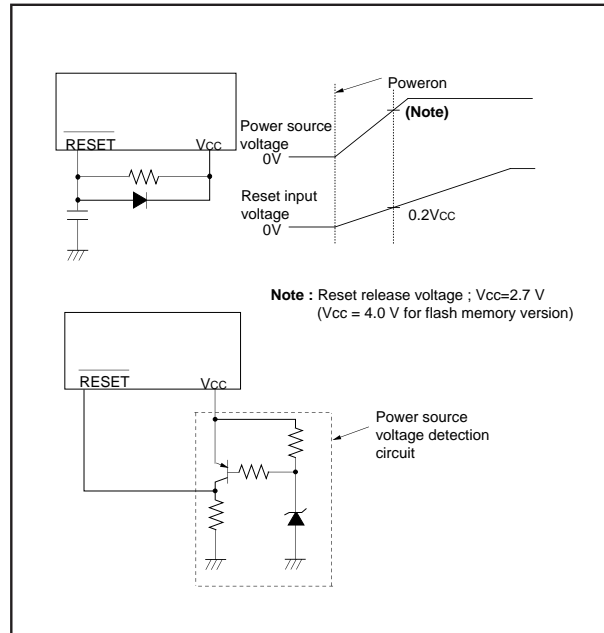 Poweron
(Note)
Power source
voltage
0V
RESET
VCC
Reset input
voltage
0V
0.2VCC
Note : Reset release voltage ; Vcc=2.7 V
(Vcc = 4.0 V for flash memory version)
RESET
VCC
Power source
voltage detection
circuit